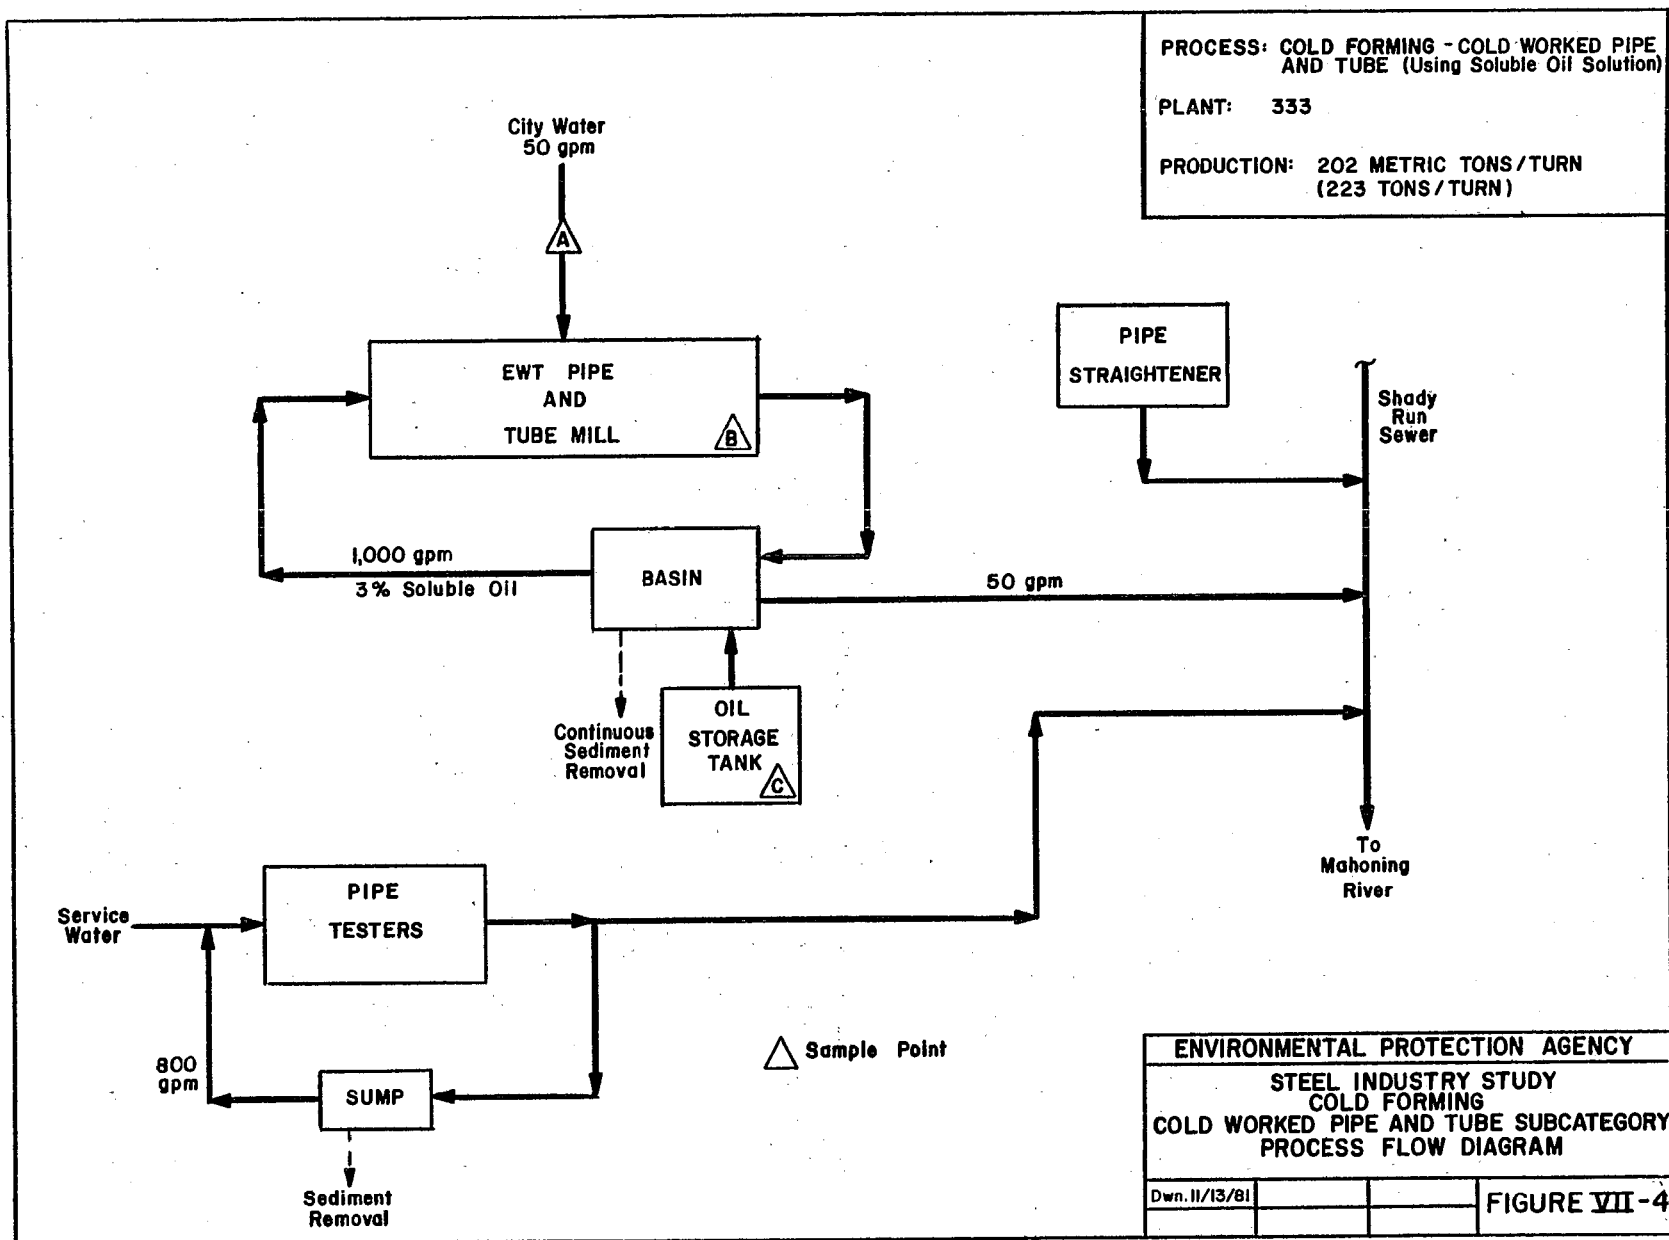 PROCESS: COLD FORMING - COLD WORKED PIPE
AND TUBE (Using Soluble Oil Solution)
PLANT: 333
PRODUCTION: 202 METRIC TONS/TURN
(223 TONS/TURN)
City Water
50 gpm
A
EWT PIPE
AND
TUBE MILL
B
PIPE
STRAIGHTENER
Shady
Run
Sewer
1,000 gpm
3% Soluble Oil
BASIN
50 gpm
Continuous
Sediment
Removal
OIL
STORAGE
TANK
C
To
Mahoning
River
Service
Water
PIPE
TESTERS
800
gpm
SUMP
Sediment
Removal
Sample Point
ENVIRONMENTAL PROTECTION AGENCY
STEEL INDUSTRY STUDY
COLD FORMING
COLD WORKED PIPE AND TUBE SUBCATEGORY
PROCESS FLOW DIAGRAM
Dwn. 11/13/81
FIGURE VII-4